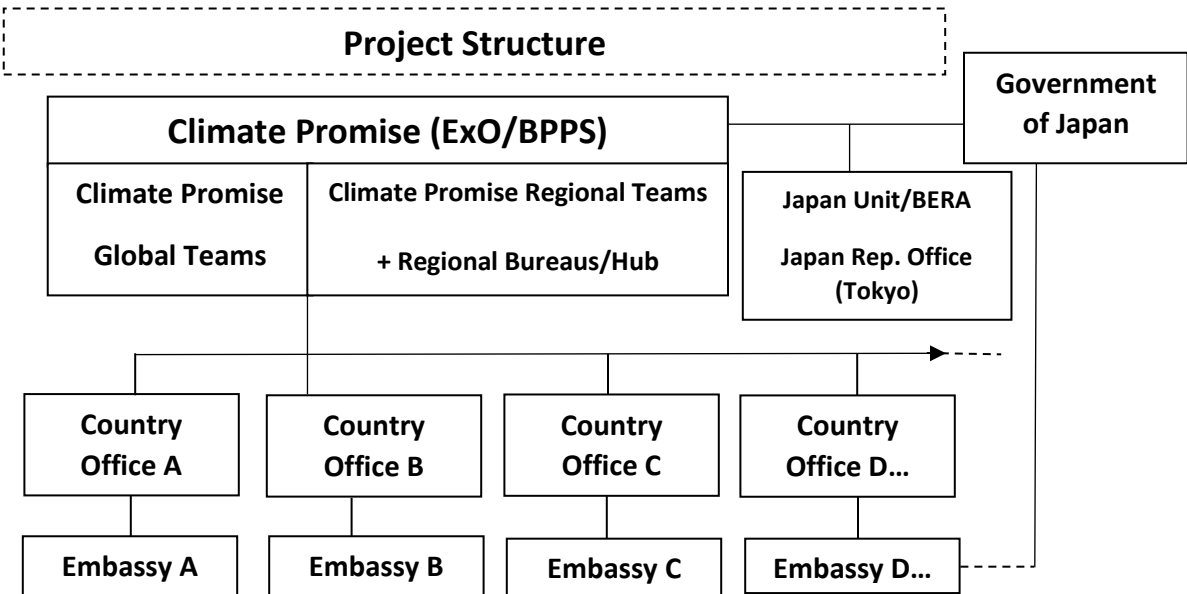 Project Structure
Government
of Japan
Climate Promise (ExO/BPPS)
Climate Promise
Global Teams
Climate Promise Regional Teams
+ Regional Bureaus/Hub
Japan Unit/BERA
Japan Rep. Office
(Tokyo)
Country
Office A
Country
Office B
Country
Office C
Country
Office D...
Embassy A
Embassy B
Embassy C
Embassy D...